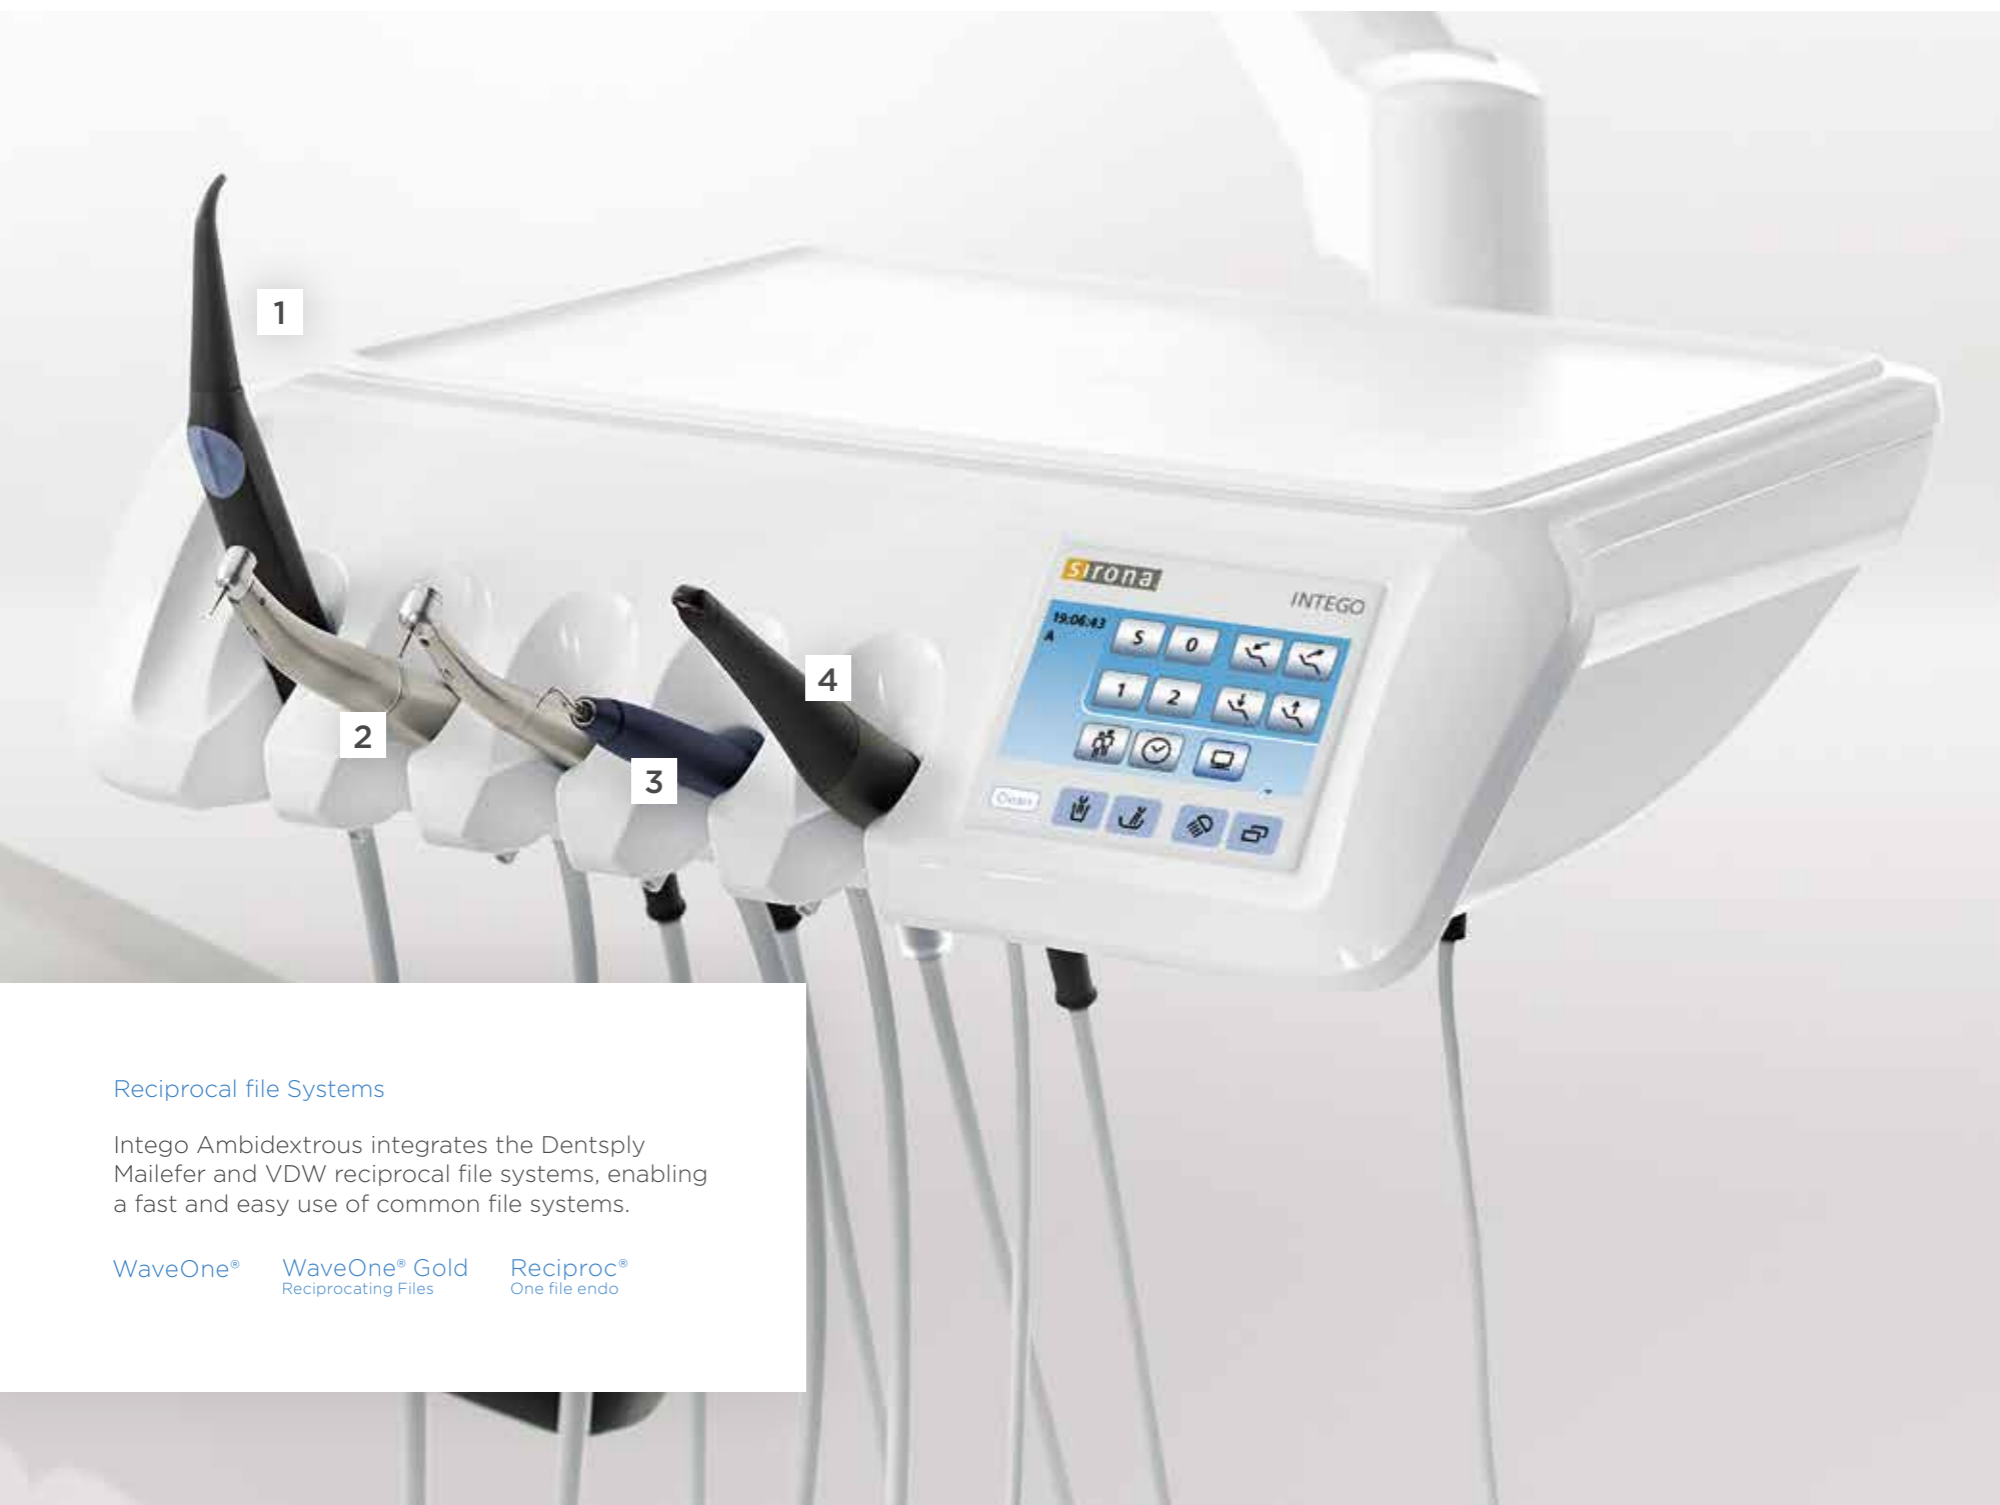 1
sirona
INTEGO
19:06:43
A
S
0
4
1
2
2
3
Clean
Reciprocal file Systems
Intego Ambidextrous integrates the Dentsply
Mailefer and VDW reciprocal file systems, enabling
a fast and easy use of common file systems.
WaveOne®
WaveOne® Gold
Reciprocating Files
Reciproc®
One file endo